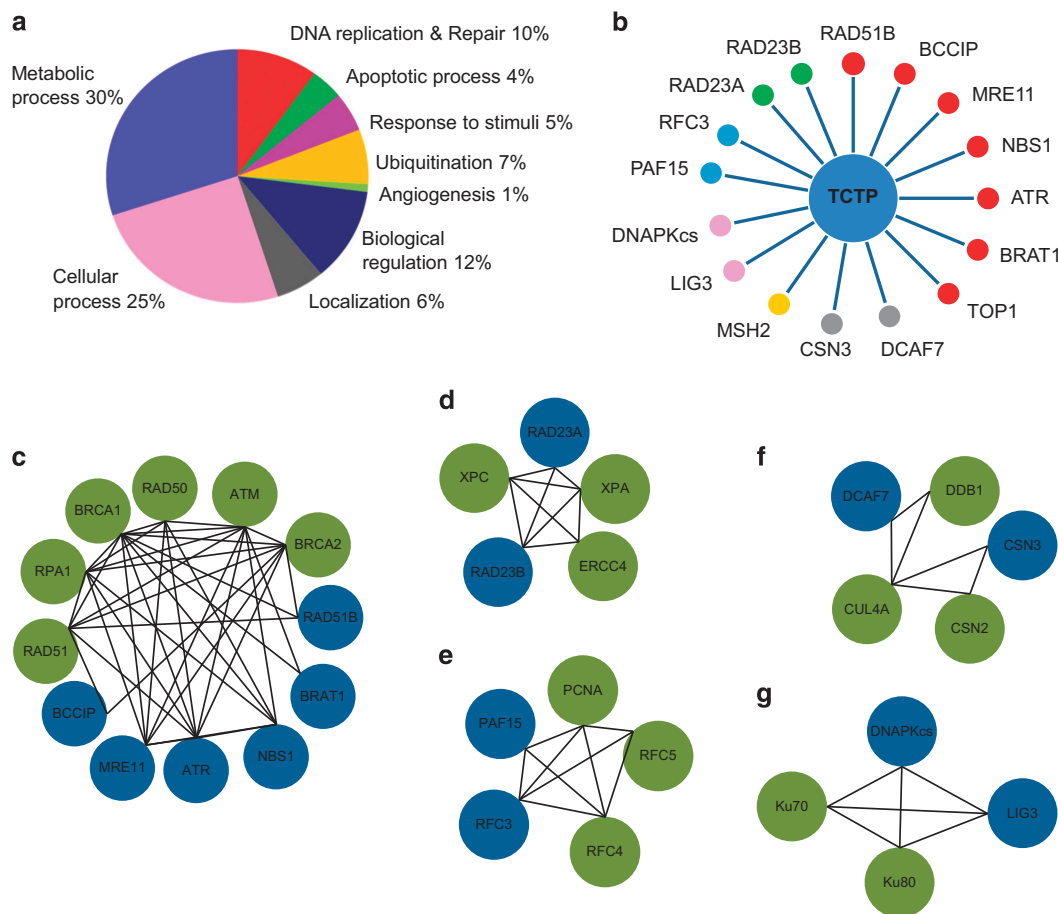 a
DNA replication & Repair 10%
Apoptotic process 4%
Response to stimuli 5%
Ubiquitination 7%
Angiogenesis 1%
Biological
regulation 12%
Localization 6%
Cellular
process 25%
Metabolic
process 30%
b
RAD51B
BCCIP
MRE11
NBS1
ATR
BRAT1
TOP1
DCAF7
CSN3
MSH2
LIG3
DNAPKcs
PAF15
RFC3
RAD23A
RAD23B
TCTP
c
RAD50
ATM
BRCA1
BRCA2
RPA1
RAD51B
RAD51
BRAT1
BCCIP
NBS1
MRE11
ATR
d
RAD23A
XPC
XPA
RAD23B
ERCC4
e
PCNA
PAF15
RFC5
RFC3
RFC4
f
DCAF7
DDB1
CSN3
CUL4A
CSN2
g
DNAPKcs
Ku70
LIG3
Ku80